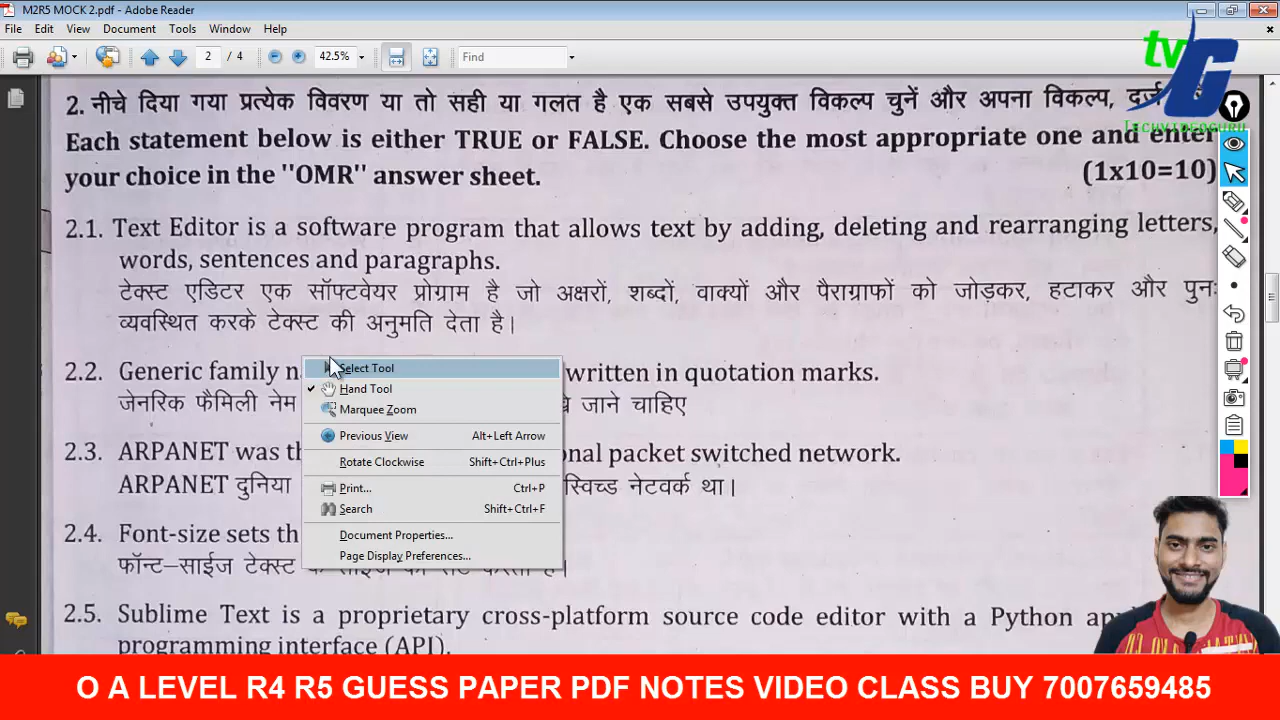 M2R5 MOCK 2.pdf - Adobe Reader
File Edit View Document Tools Window Help
2 / 4 42.5% Find
tv
G
TECHVIDEOGURU
2. नीचे दिया गया प्रत्येक विवरण या तो सही या गलत है एक सबसे उपयुक्त विकल्प चुनें और अपना विकल्प,
Each statement below is either TRUE or FALSE. Choose the most appropriate one and enter
your choice in the "OMR" answer sheet. (1x10=10)
2.1. Text Editor is a software program that allows text by adding, deleting and rearranging letters,
words, sentences and paragraphs.
टेक्स्ट एडिटर एक सॉफ्टवेयर प्रोग्राम है जो अक्षरों, शब्दों, वाक्यों और पैराग्राफों को जोड़कर, हटाकर और पुनः
व्यवस्थित करके टेक्स्ट की अनुमति देता है।
2.2. Generic family written in quotation marks.
जेनरिक फैमिली नेम जाने चाहिए
2.3. ARPANET was packet switched network.
ARPANET दुनिया स्विच्ड नेटवर्क था।
2.4. Font-size sets
फॉन्ट–साईज टेक्स्ट
2.5. Sublime Text is a proprietary cross-platform source code editor with a Python
programming interface (API).
Select Tool
Hand Tool
Marquee Zoom
Previous View Alt+Left Arrow
Rotate Clockwise Shift+Ctrl+Plus
Print... Ctrl+P
Search Shift+Ctrl+F
Document Properties...
Page Display Preferences...
O A LEVEL R4 R5 GUESS PAPER PDF NOTES VIDEO CLASS BUY 7007659485